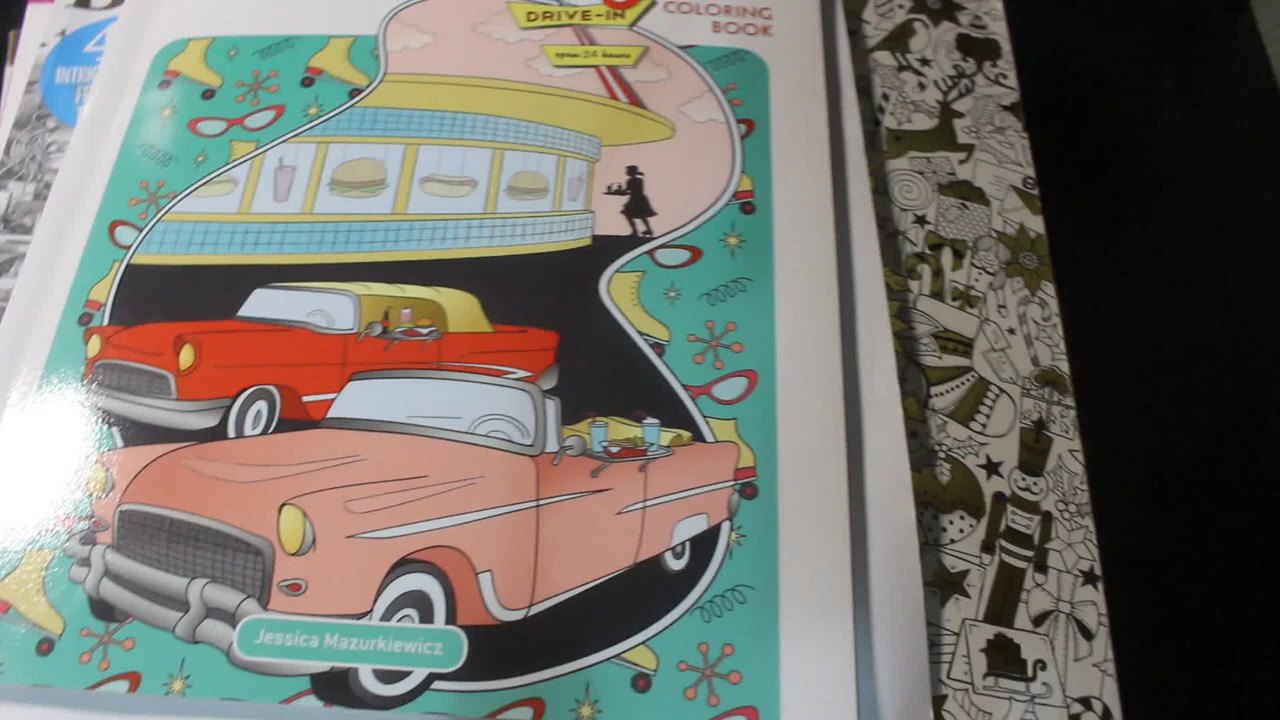 DRIVE-IN
COLORING
BOOK
open 24 hours
Jessica Mazurkiewicz